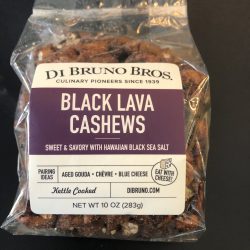 DI BRUNO BROS.
CULINARY PIONEERS SINCE 1939
BLACK LAVA
CASHEWS
SWEET & SAVORY WITH HAWAIIAN BLACK SEA SALT
PAIRING
IDEAS
AGED GOUDA • CHÈVRE • BLUE CHEESE
EAT WITH
CHEESE!
Kettle Cooked
DIBRUNO.COM
NET WT 10 OZ (283g)